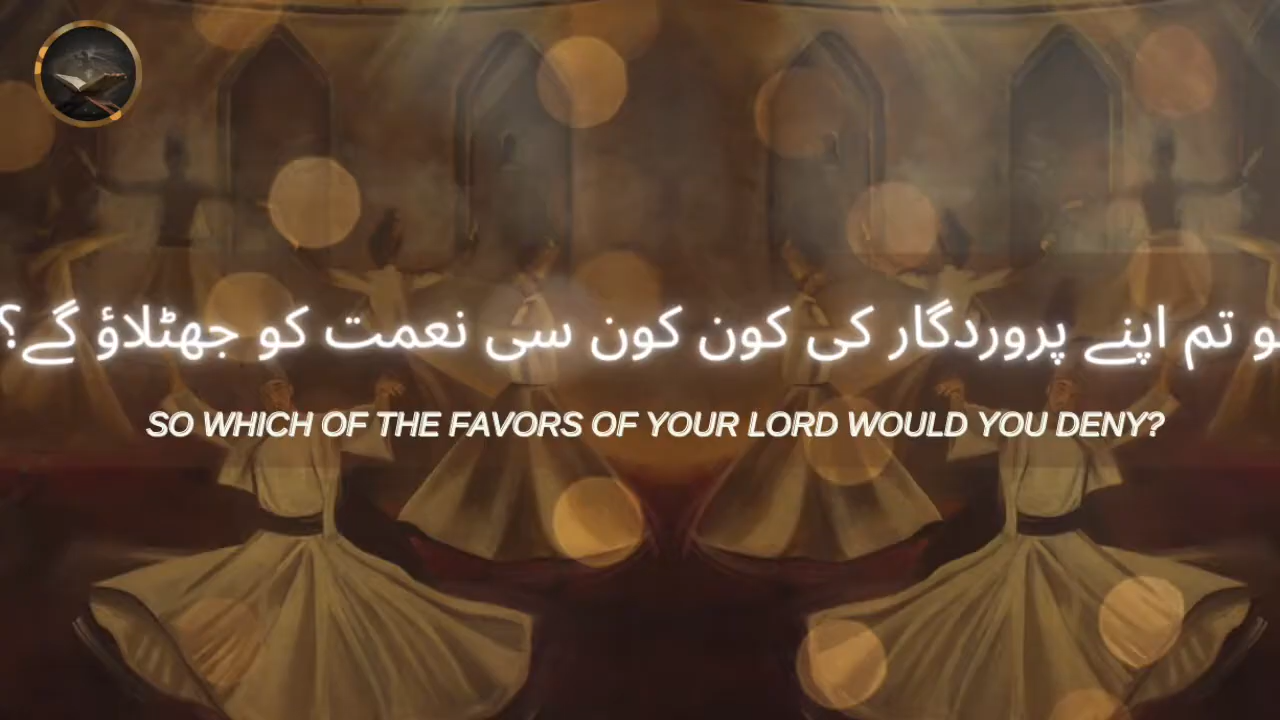 تم اپنے پروردگار کی کون کون سی نعمت کو جھٹلاؤ گے؟
SO WHICH OF THE FAVORS OF YOUR LORD WOULD YOU DENY?